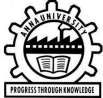 ANNA UNIVERSITY
PROGRESS THROUGH KNOWLEDGE